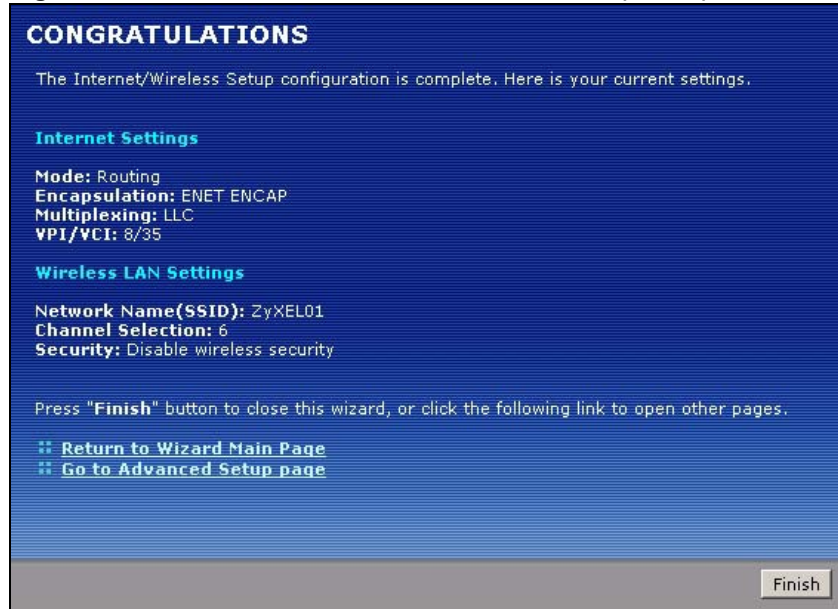 CONGRATULATIONS
The Internet/Wireless Setup configuration is complete. Here is your current settings.
Internet Settings
Mode: Routing
Encapsulation: ENET ENCAP
Multiplexing: LLC
VPI/VCI: 8/35
Wireless LAN Settings
Network Name(SSID): ZyXEL01
Channel Selection: 6
Security: Disable wireless security
Press "Finish" button to close this wizard, or click the following link to open other pages.
Return to Wizard Main Page
Go to Advanced Setup page
Finish